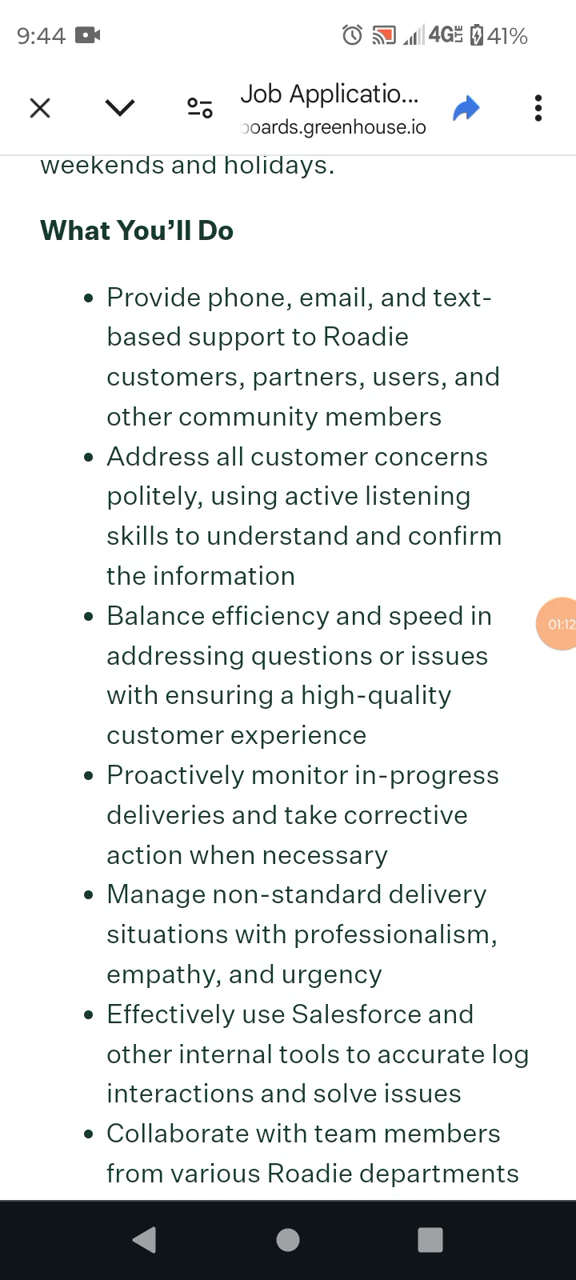 9:44 4G 41%
Job Applicatio...
oards.greenhouse.io
weekends and holidays.
What You’ll Do
• Provide phone, email, and text-
based support to Roadie
customers, partners, users, and
other community members
• Address all customer concerns
politely, using active listening
skills to understand and confirm
the information
• Balance efficiency and speed in
addressing questions or issues
with ensuring a high-quality
customer experience
01:12
• Proactively monitor in-progress
deliveries and take corrective
action when necessary
• Manage non-standard delivery
situations with professionalism,
empathy, and urgency
• Effectively use Salesforce and
other internal tools to accurate log
interactions and solve issues
• Collaborate with team members
from various Roadie departments